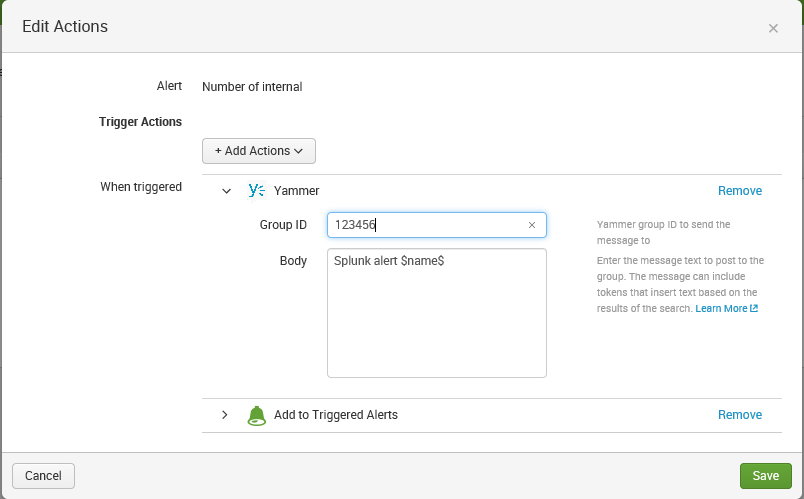 Edit Actions
×
Alert
Number of internal
Trigger Actions
+ Add Actions
When triggered
Yammer
Remove
Group ID
123456
×
Yammer group ID to send the
message to
Body
Splunk alert $name$
Enter the message text to post to the
group. The message can include
tokens that insert text based on the
results of the search. Learn More
Add to Triggered Alerts
Remove
Cancel
Save